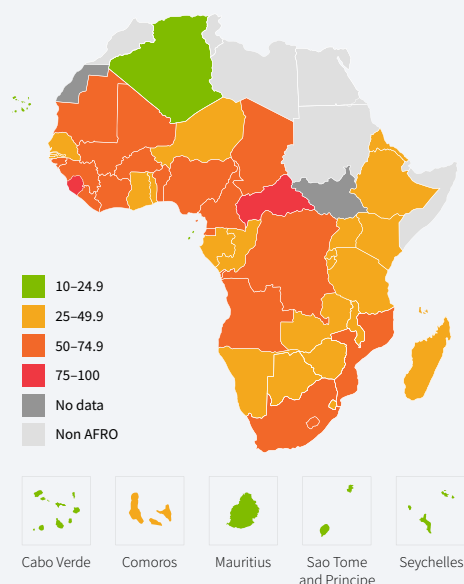 10–24.9
25–49.9
50–74.9
75–100
No data
Non AFRO
Cabo Verde
Comoros
Mauritius
Sao Tome
and Principe
Seychelles